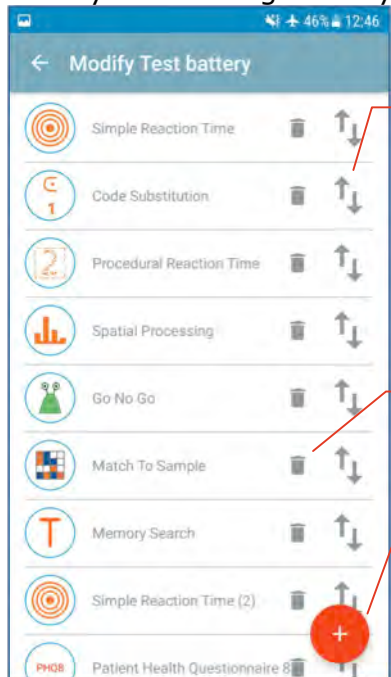 46% 12:46
Modify Test battery
Simple Reaction Time
C
1
Code Substitution
2
Procedural Reaction Time
Spatial Processing
Go No Go
Match To Sample
T
Memory Search
Simple Reaction Time (2)
+
PHQ8
Patient Health Questionnaire 8